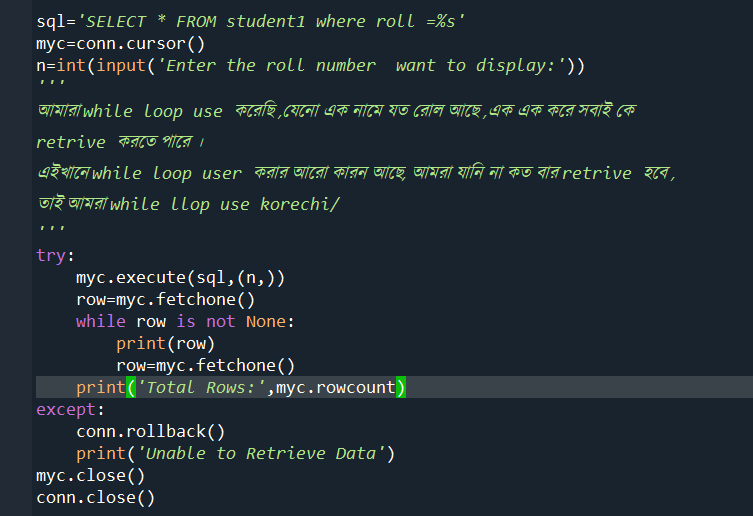 sql='SELECT * FROM student1 where roll =%s'
myc=conn.cursor()
n=int(input('Enter the roll number  want to display:'))
'''
আমারা while loop use করেছি ,যেনো এক নামে যত রোল আছে ,এক এক করে সবাই কে
retrive করতে পারে ।
এইখানে while loop user করার আরো কারন আছে, আমরা যানি না কত বার retrive হবে ,
তাই আমরা while llop use korechi/
'''
try:
    myc.execute(sql,(n,))
    row=myc.fetchone()
    while row is not None:
        print(row)
        row=myc.fetchone()
    print('Total Rows:',myc.rowcount)
except:
    conn.rollback()
    print('Unable to Retrieve Data')
myc.close()
conn.close()